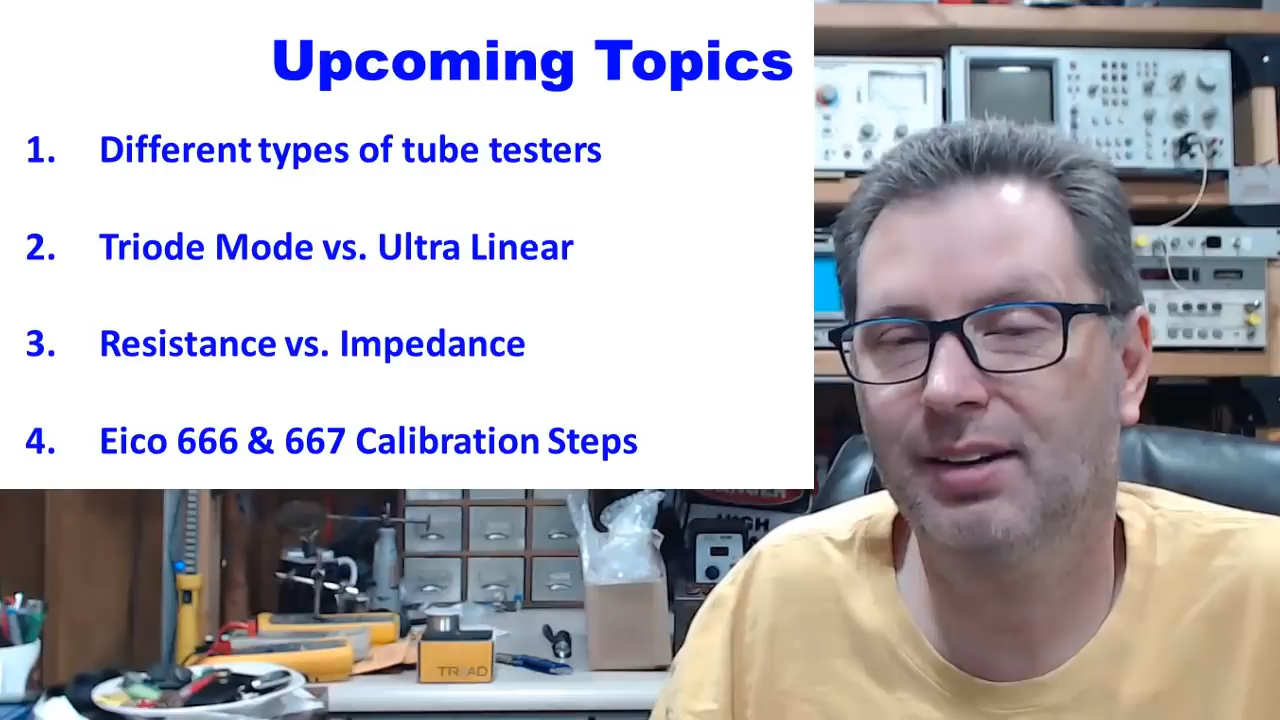 Upcoming Topics
1. Different types of tube testers
2. Triode Mode vs. Ultra Linear
3. Resistance vs. Impedance
4. Eico 666 & 667 Calibration Steps
HIGH
TRIAD